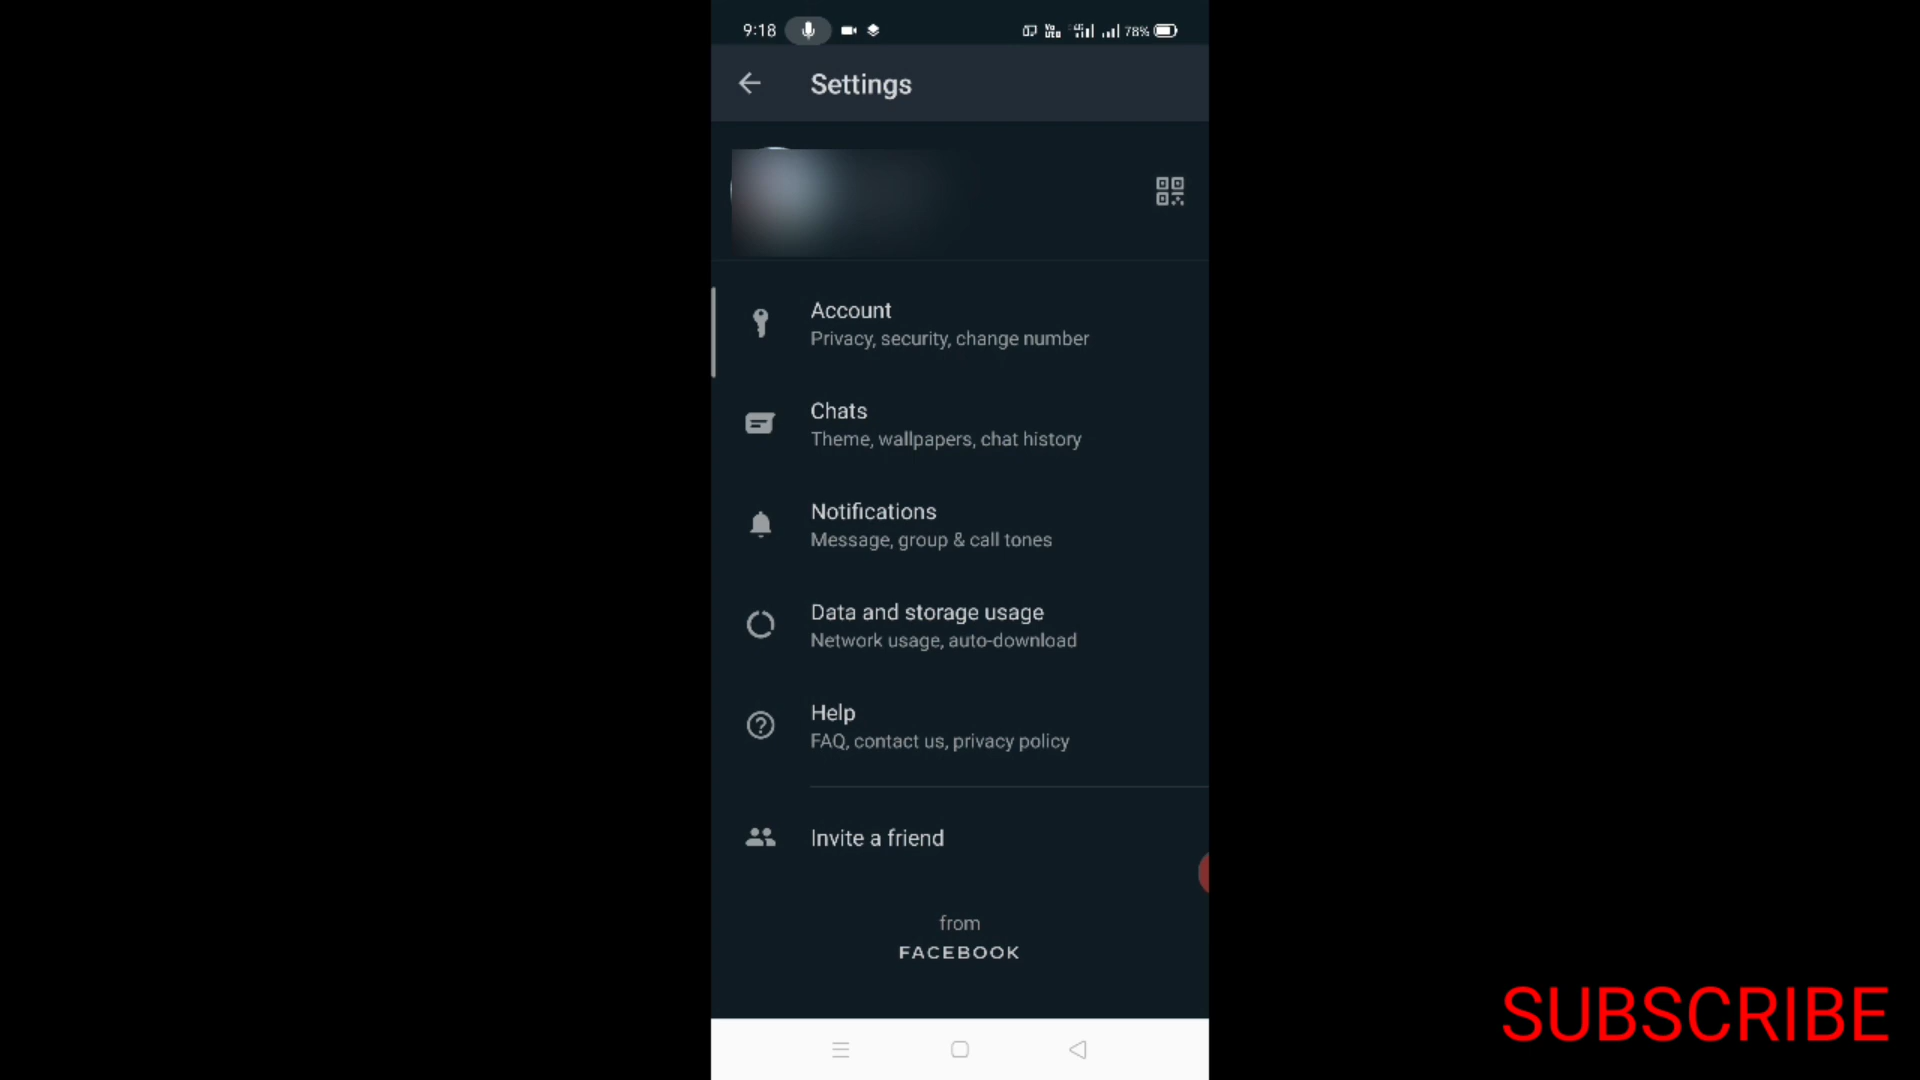 9:18
78%
Settings
Account
Privacy, security, change number
Chats
Theme, wallpapers, chat history
Notifications
Message, group & call tones
Data and storage usage
Network usage, auto-download
Help
FAQ, contact us, privacy policy
Invite a friend
from
FACEBOOK
SUBSCRIBE